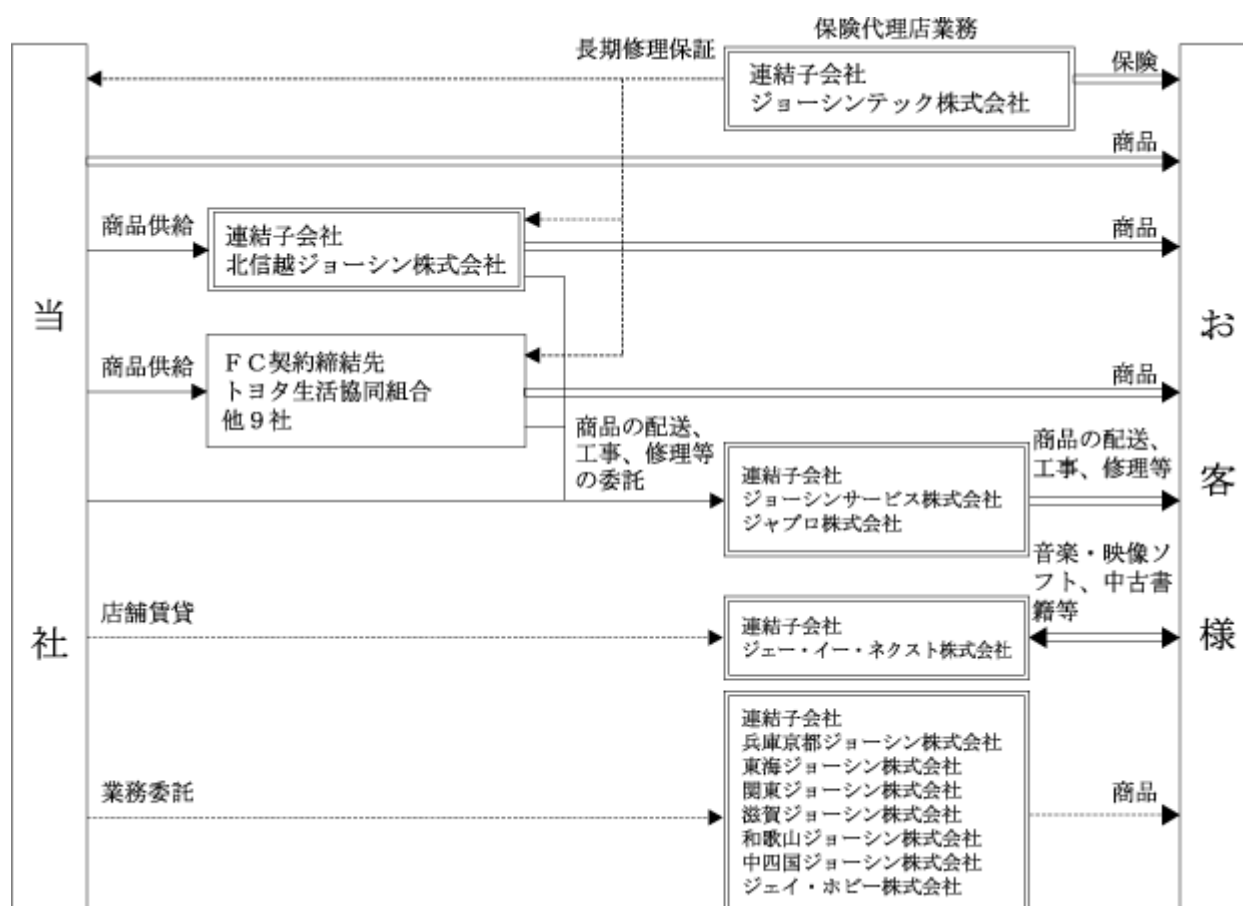 保険代理店業務
長期修理保証
連結子会社
ジョーシンテック株式会社
保険
商品
商品供給
連結子会社
北信越ジョーシン株式会社
商品
当社
お客様
商品供給
ＦＣ契約締結先
トヨタ生活協同組合
他９社
商品
商品の配送、
工事、修理等
の委託
連結子会社
ジョーシンサービス株式会社
ジャプロ株式会社
商品の配送、
工事、修理等
音楽・映像ソ
フト、中古書
籍等
店舗賃貸
連結子会社
ジェー・イー・ネクスト株式会社
業務委託
連結子会社
兵庫京都ジョーシン株式会社
東海ジョーシン株式会社
関東ジョーシン株式会社
滋賀ジョーシン株式会社
和歌山ジョーシン株式会社
中四国ジョーシン株式会社
ジェイ・ホビー株式会社
商品